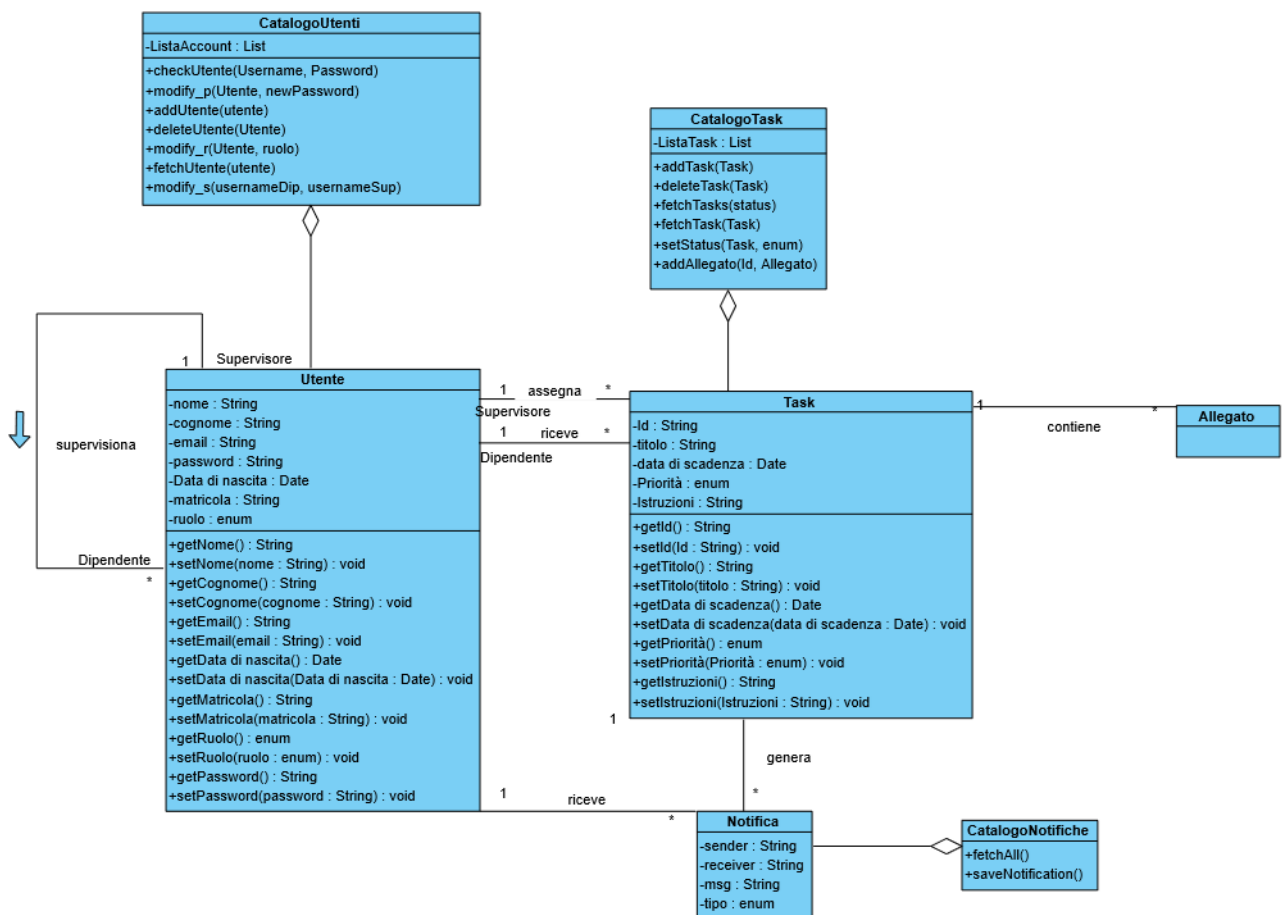 CatalogoUtenti
-ListaAccount : List
+checkUtente(Username, Password)
+modify_p(Utente, newPassword)
+addUtente(utente)
+deleteUtente(Utente)
+modify_r(Utente, ruolo)
+fetchUtente(utente)
+modify_s(usernameDip, usernameSup)
CatalogoTask
-ListaTask : List
+addTask(Task)
+deleteTask(Task)
+fetchTasks(status)
+fetchTask(Task)
+setStatus(Task, enum)
+addAllegato(Id, Allegato)
1
Supervisore
supervisiona
Dipendente
*
Utente
-nome : String
-cognome : String
-email : String
-password : String
-Data di nascita : Date
-matricola : String
-ruolo : enum
+getNome() : String
+setNome(nome : String) : void
+getCognome() : String
+setCognome(cognome : String) : void
+getEmail() : String
+setEmail(email : String) : void
+getData di nascita() : Date
+setData di nascita(Data di nascita : Date) : void
+getMatricola() : String
+setMatricola(matricola : String) : void
+getRuolo() : enum
+setRuolo(ruolo : enum) : void
+getPassword() : String
+setPassword(password : String) : void
1 assegna *
Supervisore
1 riceve *
Dipendente
Task
-Id : String
-titolo : String
-data di scadenza : Date
-Priorità : enum
-Istruzioni : String
+getId() : String
+setId(Id : String) : void
+getTitolo() : String
+setTitolo(titolo : String) : void
+getData di scadenza() : Date
+setData di scadenza(data di scadenza : Date) : void
+getPriorità() : enum
+setPriorità(Priorità : enum) : void
+getIstruzioni() : String
+setIstruzioni(Istruzioni : String) : void
1 *
contiene
Allegato
1
genera
*
1 riceve *
Notifica
-sender : String
-receiver : String
-msg : String
-tipo : enum
CatalogoNotifiche
+fetchAll()
+saveNotification()